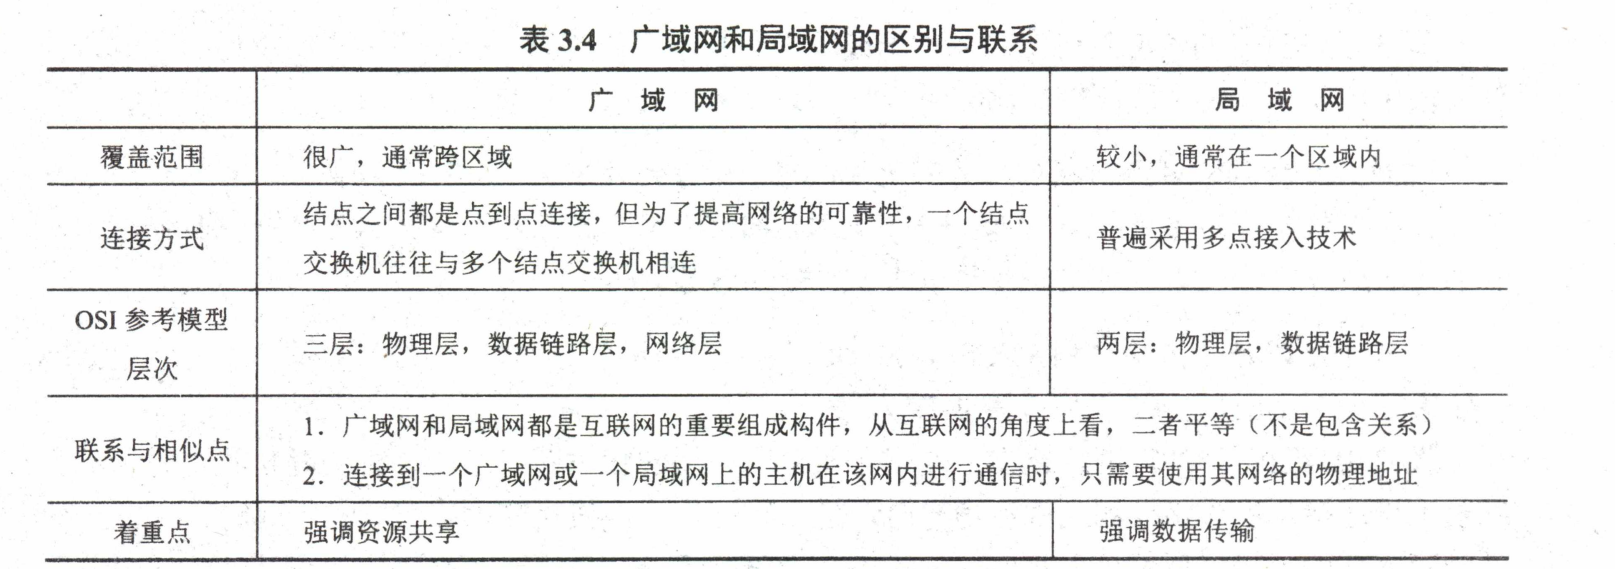 表 3.4 广域网和局域网的区别与联系
广 域 网 局 域 网
覆盖范围 很广，通常跨区域 较小，通常在一个区域内
连接方式 结点之间都是点到点连接，但为了提高网络的可靠性，一个结点
交换机往往与多个结点交换机相连 普遍采用多点接入技术
OSI 参考模型
层次 三层：物理层，数据链路层，网络层 两层：物理层，数据链路层
联系与相似点 1．广域网和局域网都是互联网的重要组成构件，从互联网的角度上看，二者平等（不是包含关系）
2．连接到一个广域网或一个局域网上的主机在该网内进行通信时，只需要使用其网络的物理地址
着重点 强调资源共享 强调数据传输